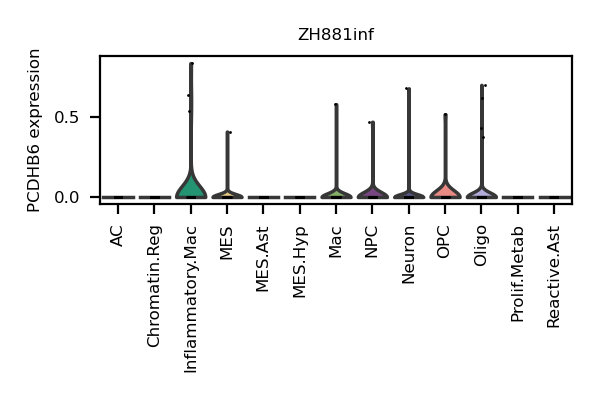 ZH881inf
PCDHB6 expression
0.5
0.0
AC
Chromatin.Reg
Inflammatory.Mac
MES
MES.Ast
MES.Hyp
Mac
NPC
Neuron
OPC
Oligo
Prolif.Metab
Reactive.Ast